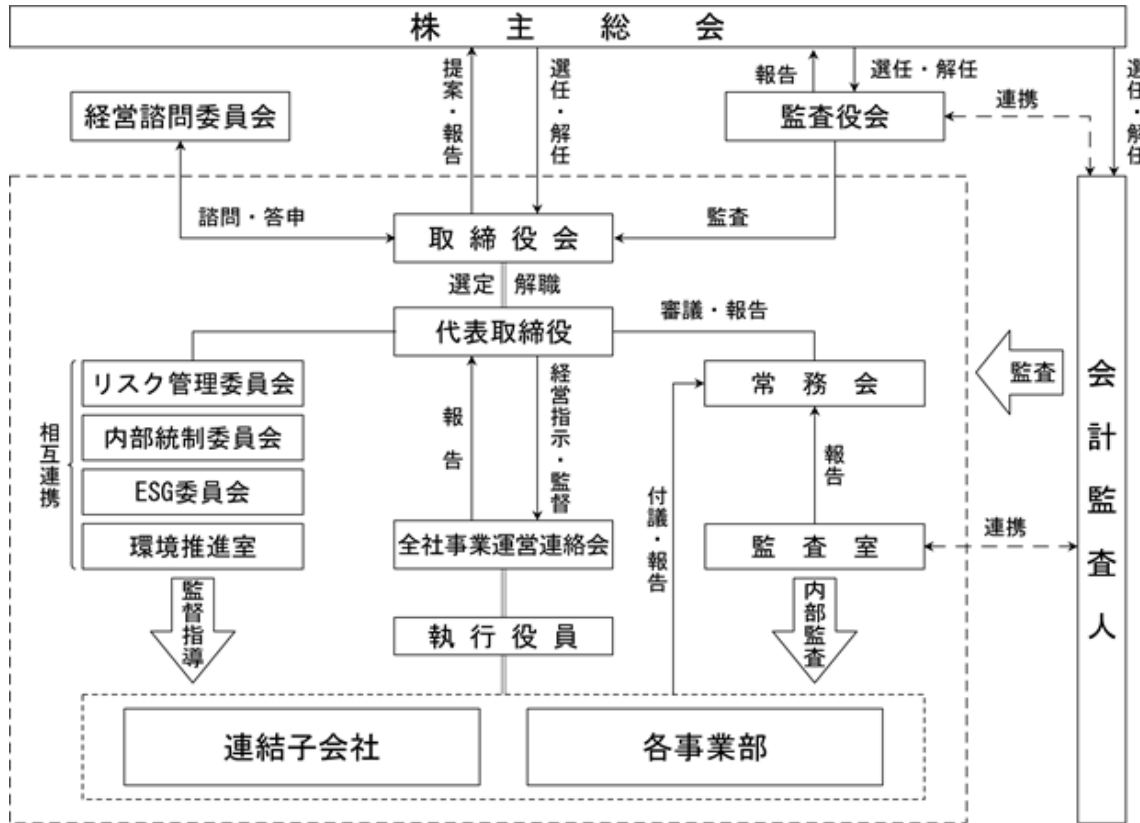 株主総会
提案・報告
選任・解任
報告
選任・解任
選任・解任
経営諮問委員会
監査役会
連携
諮問・答申
取締役会
監査
選定
解職
代表取締役
審議・報告
リスク管理委員会
内部統制委員会
ESG委員会
環境推進室
相互連携
報告
経営指示・監督
常務会
報告
監査
会計監査人
付議・報告
全社事業運営連絡会
監査室
連携
監督指導
執行役員
内部監査
連結子会社
各事業部